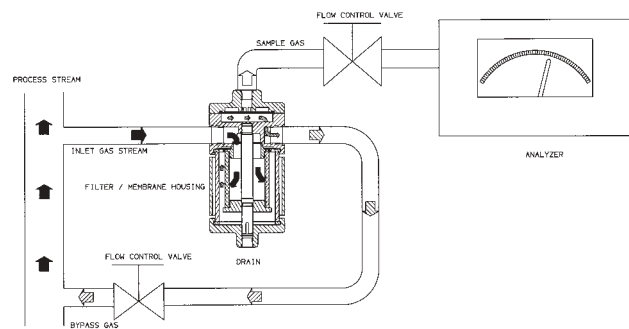 FLOW CONTROL VALVE
SAMPLE GAS
PROCESS STREAM
INLET GAS STREAM
ANALYZER
FILTER / MEMBRANE HOUSING
FLOW CONTROL VALVE
DRAIN
BYPASS GAS